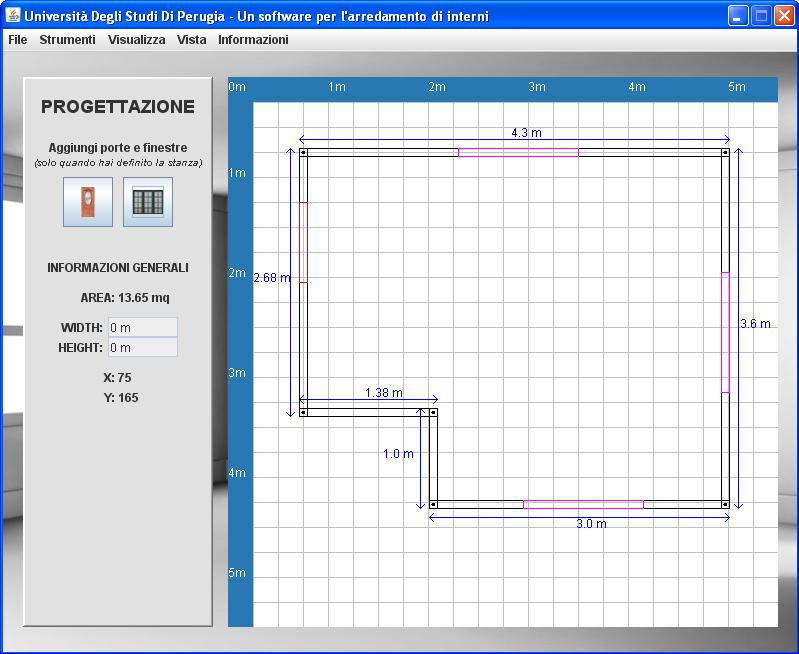 Università Degli Studi Di Perugia - Un software per l'arredamento di interni
File Strumenti Visualizza Vista Informazioni
PROGETTAZIONE
Aggiungi porte e finestre
(solo quando hai definito la stanza)
INFORMAZIONI GENERALI
AREA: 13.65 mq
WIDTH: 0 m
HEIGHT: 0 m
X: 75
Y: 165
0m 1m 2m 3m 4m 5m
1m
2m
3m
4m
5m
4.3 m
2.68 m
3.6 m
1.38 m
1.0 m
3.0 m